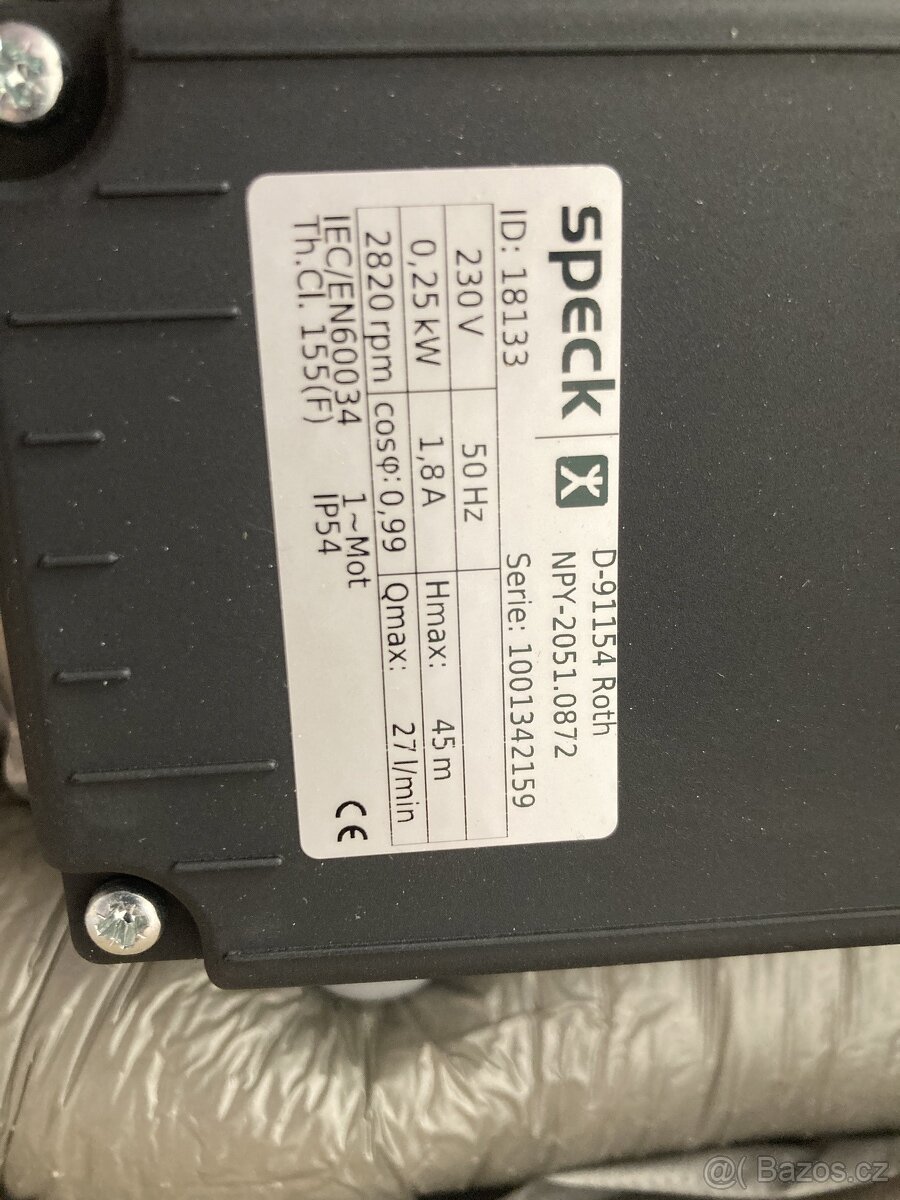 speck
D-91154 Roth
NPY-2051.0872
ID: 18133 Serie: 1001342159
230 V 50 Hz
0,25 kW 1,8 A Hmax: 45 m
2820 rpm cosφ: 0,99 Qmax: 27 l/min
IEC/EN60034 1~Mot
Th.Cl. 155(F) IP54
CE
@( Bazos.cz